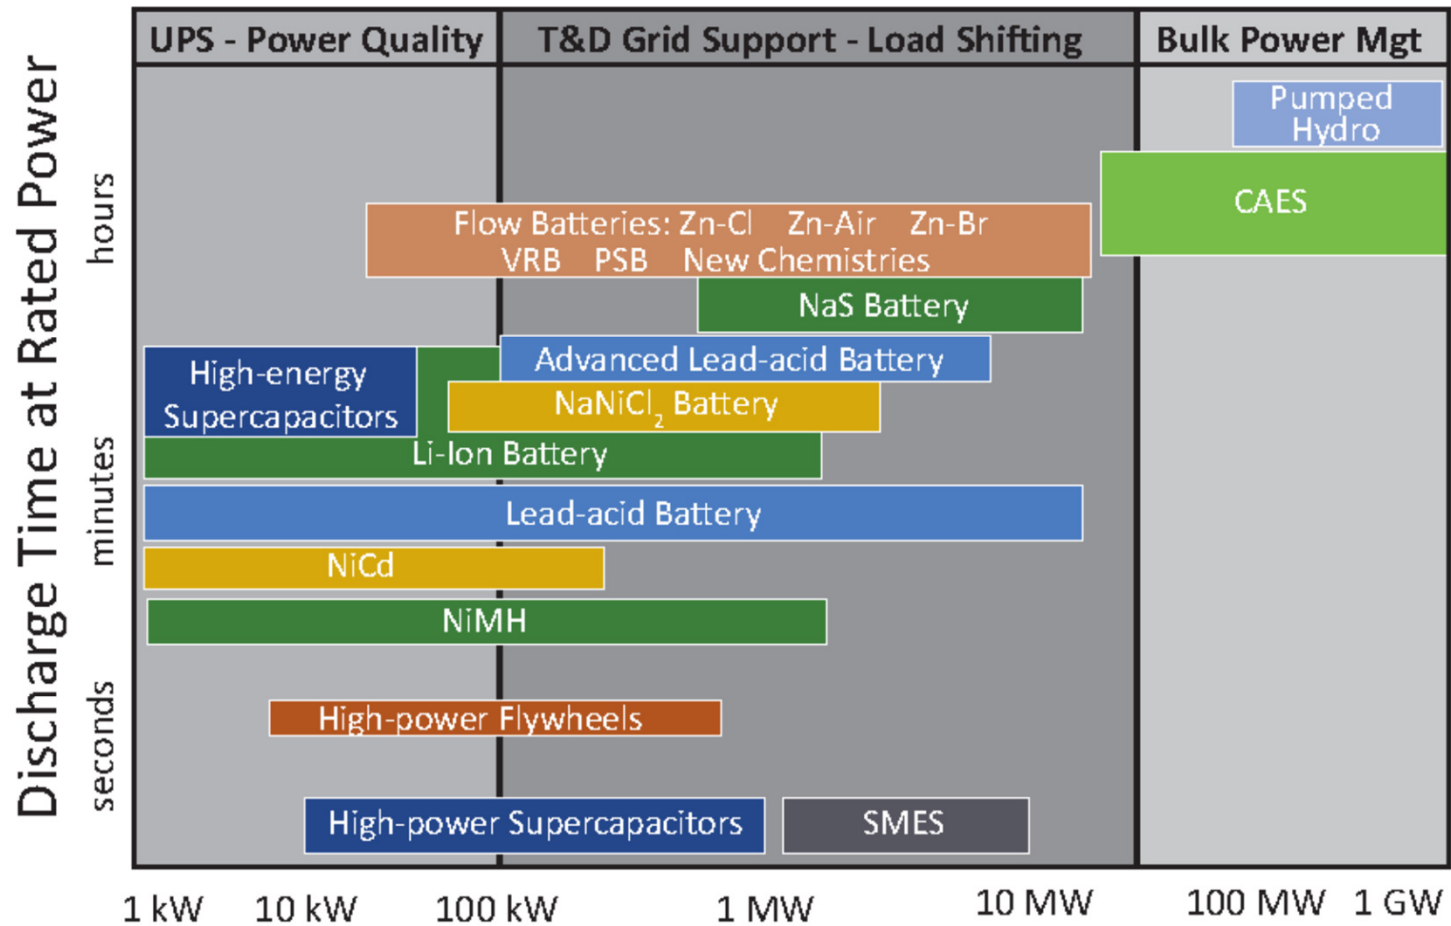 UPS - Power Quality
T&D Grid Support - Load Shifting
Bulk Power Mgt
Discharge Time at Rated Power
hours
minutes
seconds
Pumped
Hydro
CAES
Flow Batteries: Zn-Cl Zn-Air Zn-Br
VRB PSB New Chemistries
NaS Battery
High-energy
Supercapacitors
Advanced Lead-acid Battery
NaNiCl₂ Battery
Li-Ion Battery
Lead-acid Battery
NiCd
NiMH
High-power Flywheels
High-power Supercapacitors
SMES
1 kW 10 kW 100 kW 1 MW 10 MW 100 MW 1 GW